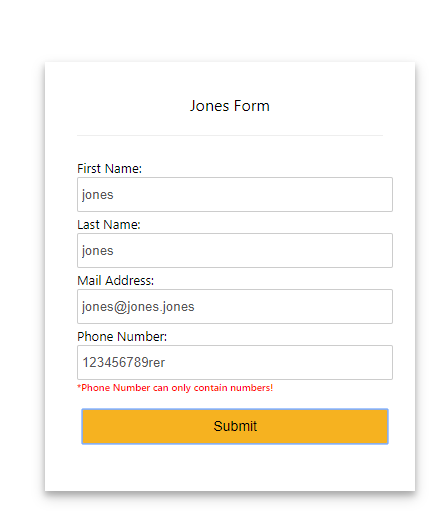 Jones Form
First Name:
jones
Last Name:
jones
Mail Address:
jones@jones.jones
Phone Number:
123456789rer
*Phone Number can only contain numbers!
Submit